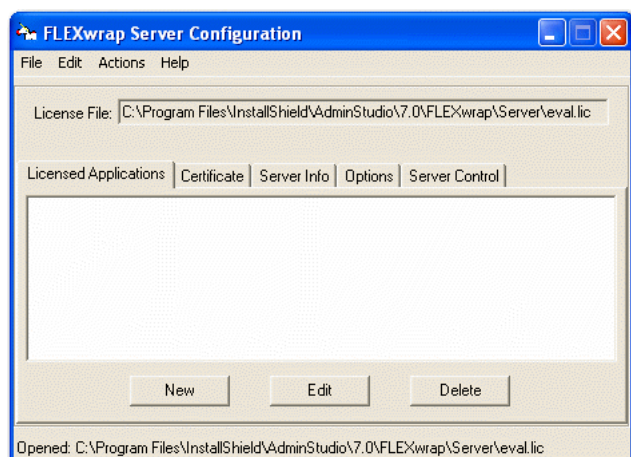 FLEXwrap Server Configuration
File Edit Actions Help
License File: C:\Program Files\InstallShield\AdminStudio\7.0\FLEXwrap\Server\eval.lic
Licensed Applications Certificate Server Info Options Server Control
New Edit Delete
Opened: C:\Program Files\InstallShield\AdminStudio\7.0\FLEXwrap\Server\eval.lic